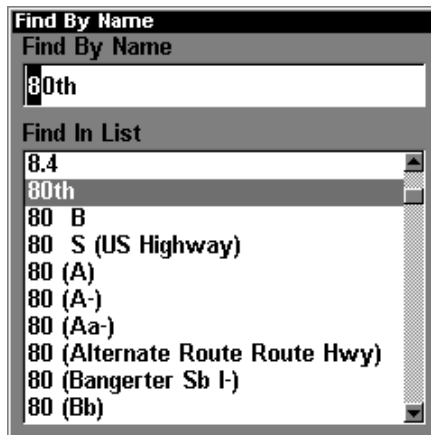 Find By Name
Find By Name
80th
Find In List
8.4
80th
80  B
80  S (US Highway)
80 (A)
80 (A-)
80 (Aa-)
80 (Alternate Route Route Hwy)
80 (Bangerter Sb I-)
80 (Bb)